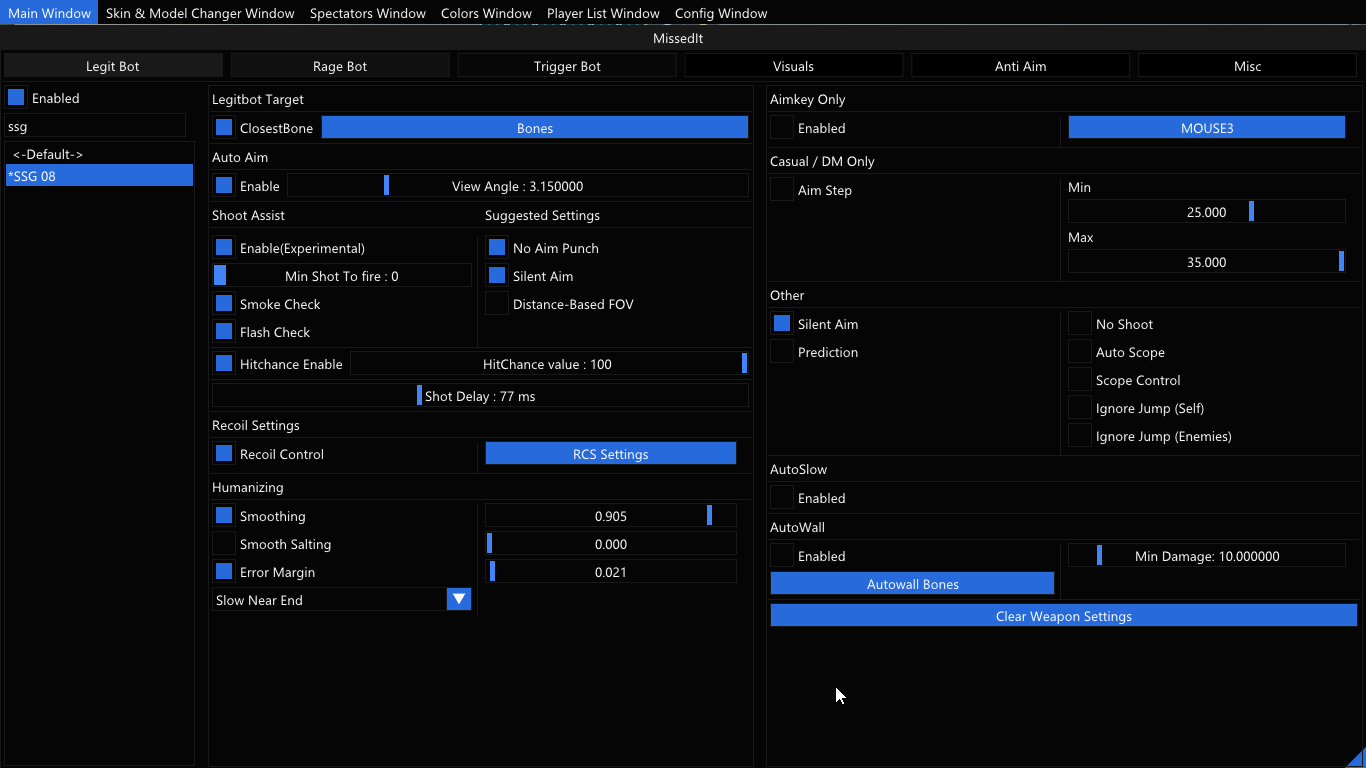 Main Window Skin & Model Changer Window Spectators Window Colors Window Player List Window Config Window
MissedIt
Legit Bot Rage Bot Trigger Bot Visuals Anti Aim Misc
Enabled
ssg
<-Default->
*SSG 08
Legitbot Target
ClosestBone Bones
Auto Aim
Enable View Angle : 3.150000
Shoot Assist Suggested Settings
Enable(Experimental) No Aim Punch
Min Shot To fire : 0 Silent Aim
Smoke Check Distance-Based FOV
Flash Check
Hitchance Enable HitChance value : 100
Shot Delay : 77 ms
Recoil Settings
Recoil Control RCS Settings
Humanizing
Smoothing 0.905
Smooth Salting 0.000
Error Margin 0.021
Slow Near End
Aimkey Only
Enabled MOUSE3
Casual / DM Only
Aim Step Min
25.000
Max
35.000
Other
Silent Aim No Shoot
Prediction Auto Scope
Scope Control
Ignore Jump (Self)
Ignore Jump (Enemies)
AutoSlow
Enabled
AutoWall
Enabled Min Damage: 10.000000
Autowall Bones
Clear Weapon Settings